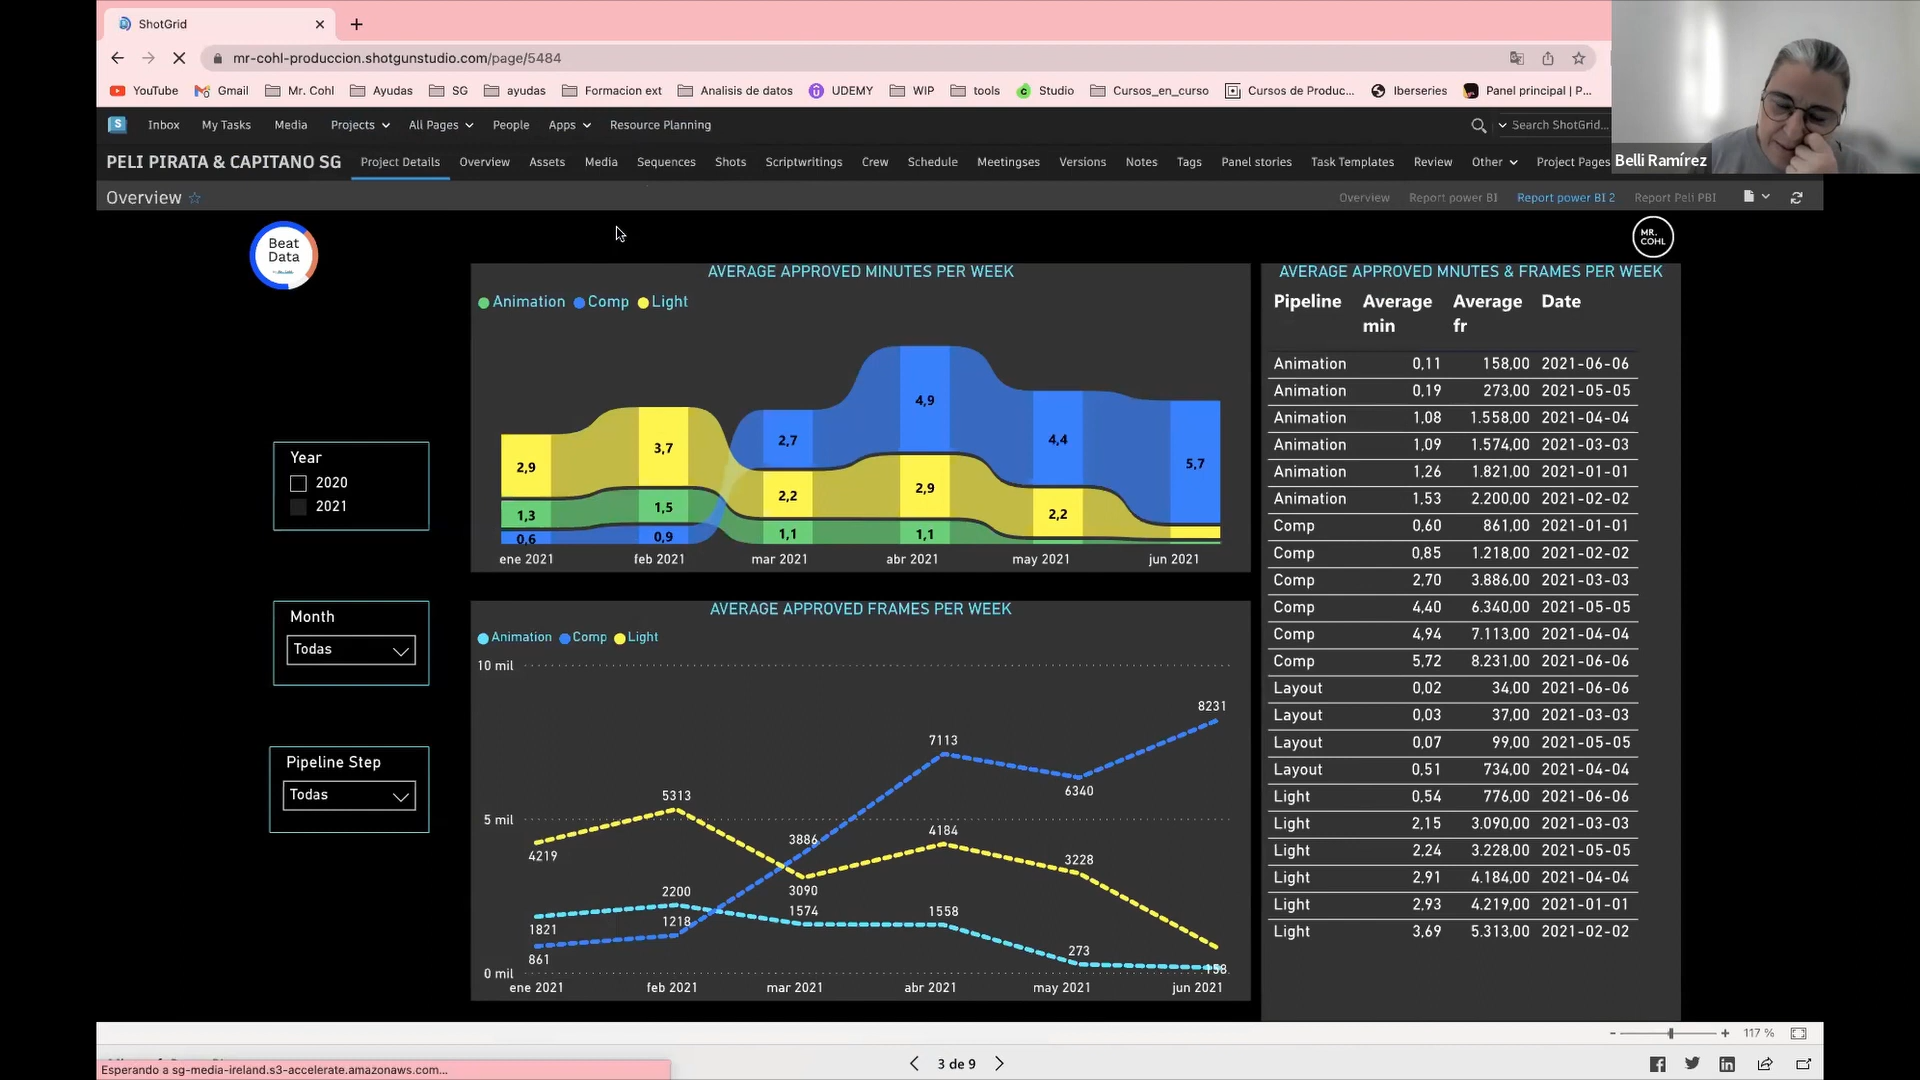 ShotGrid
mr-cohl-produccion.shotgunstudio.com/page/5484
YouTube Gmail Mr. Cohl Ayudas SG ayudas Formacion ext Analisis de datos UDEMY WIP tools Studio Cursos_en_curso Cursos de Produc... Iberseries Panel principal | P...
Inbox My Tasks Media Projects All Pages People Apps Resource Planning Search ShotGrid...
PELI PIRATA & CAPITANO SG Project Details Overview Assets Media Sequences Shots Scriptwritings Crew Schedule Meetingses Versions Notes Tags Panel stories Task Templates Review Other Project Pages
Belli Ramírez
Overview Overview Report power BI Report power BI 2 Report Peli PBI
Beat
Data
MR.
COHL
AVERAGE APPROVED MINUTES PER WEEK
Animation Comp Light
4,9
3,7
2,7
4,4
5,7
2,9
2,2
2,9
2,2
1,3
1,5
1,1
1,1
0,6
0,9
ene 2021 feb 2021 mar 2021 abr 2021 may 2021 jun 2021
Year
2020
2021
Month
Todas
Pipeline Step
Todas
AVERAGE APPROVED FRAMES PER WEEK
Animation Comp Light
10 mil
5 mil
0 mil
8231
7113
6340
5313
3886
4184
4219
3228
3090
2200
1218
1574
1558
1821
861
273
158
ene 2021 feb 2021 mar 2021 abr 2021 may 2021 jun 2021
AVERAGE APPROVED MNUTES & FRAMES PER WEEK
Pipeline Average Average Date
min fr
Animation 0,11 158,00 2021-06-06
Animation 0,19 273,00 2021-05-05
Animation 1,08 1.558,00 2021-04-04
Animation 1,09 1.574,00 2021-03-03
Animation 1,26 1.821,00 2021-01-01
Animation 1,53 2.200,00 2021-02-02
Comp 0,60 861,00 2021-01-01
Comp 0,85 1.218,00 2021-02-02
Comp 2,70 3.886,00 2021-03-03
Comp 4,40 6.340,00 2021-05-05
Comp 4,94 7.113,00 2021-04-04
Comp 5,72 8.231,00 2021-06-06
Layout 0,02 34,00 2021-06-06
Layout 0,03 37,00 2021-03-03
Layout 0,07 99,00 2021-05-05
Layout 0,51 734,00 2021-04-04
Light 0,54 776,00 2021-06-06
Light 2,15 3.090,00 2021-03-03
Light 2,24 3.228,00 2021-05-05
Light 2,91 4.184,00 2021-04-04
Light 2,93 4.219,00 2021-01-01
Light 3,69 5.313,00 2021-02-02
- + 117 %
3 de 9
Esperando a sg-media-ireland.s3-accelerate.amazonaws.com...